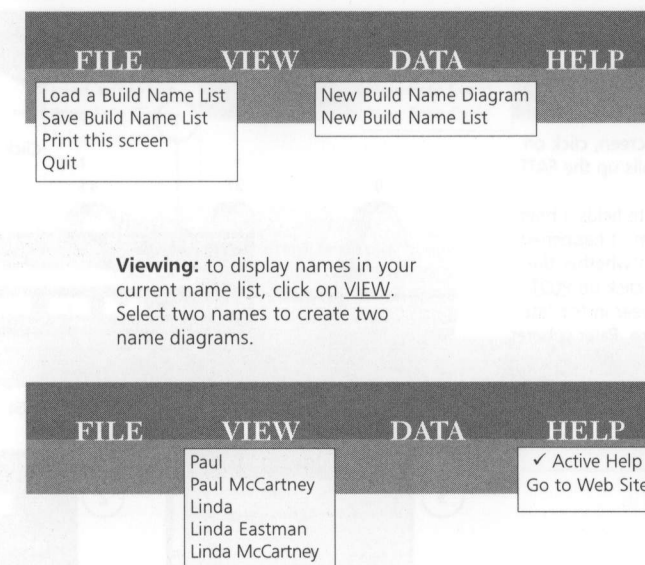 FILE VIEW DATA HELP
Load a Build Name List
Save Build Name List
Print this screen
Quit
New Build Name Diagram
New Build Name List
Viewing: to display names in your
current name list, click on VIEW.
Select two names to create two
name diagrams.
FILE VIEW DATA HELP
Paul
Paul McCartney
Linda
Linda Eastman
Linda McCartney
✓ Active Help
Go to Web Site